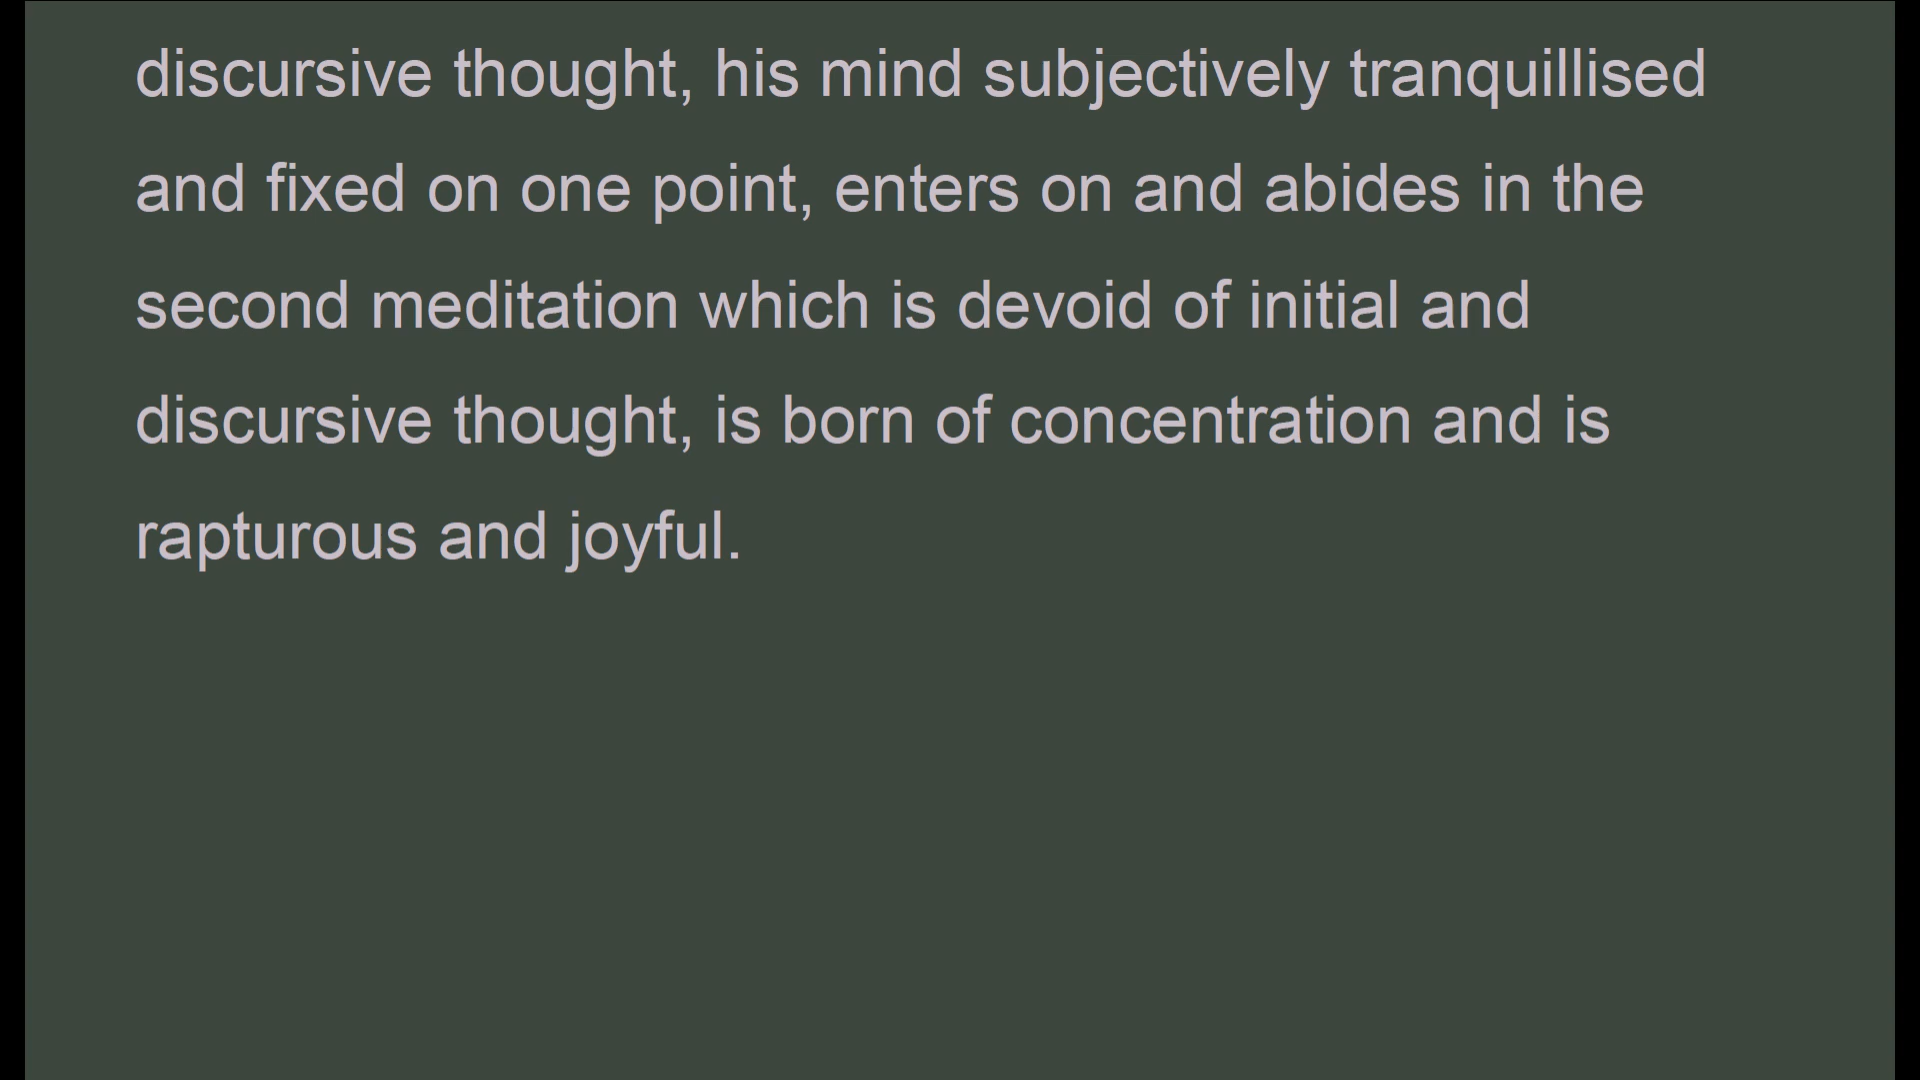 discursive thought, his mind subjectively tranquillised
and fixed on one point, enters on and abides in the
second meditation which is devoid of initial and
discursive thought, is born of concentration and is
rapturous and joyful.